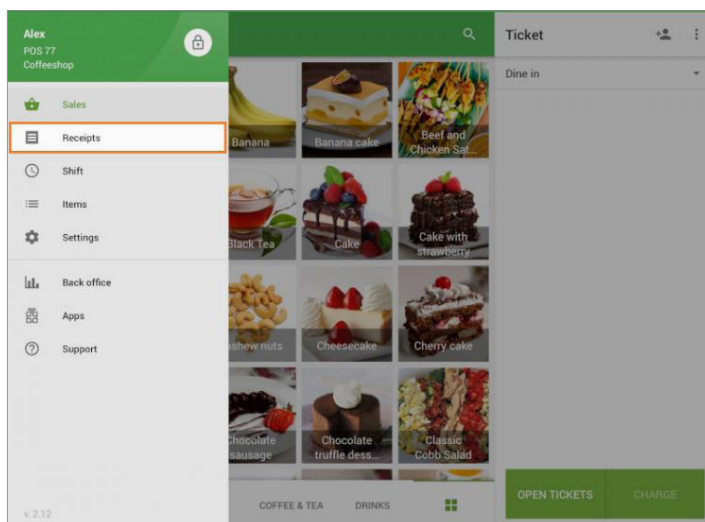 Alex
POS 77
Coffeeshop
Sales
Receipts
Shift
Items
Settings
Back office
Apps
Support
v. 2.12
Banana
Banana cake
Beef and
Chicken Sat...
Black Tea
Cake
Cake with
strawberry
shew nuts
Cheesecake
Cherry cake
Chocolate
sausage
Chocolate
truffle dess...
Classic
Cobb Salad
COFFEE & TEA
DRINKS
Ticket
Dine in
OPEN TICKETS
CHARGE